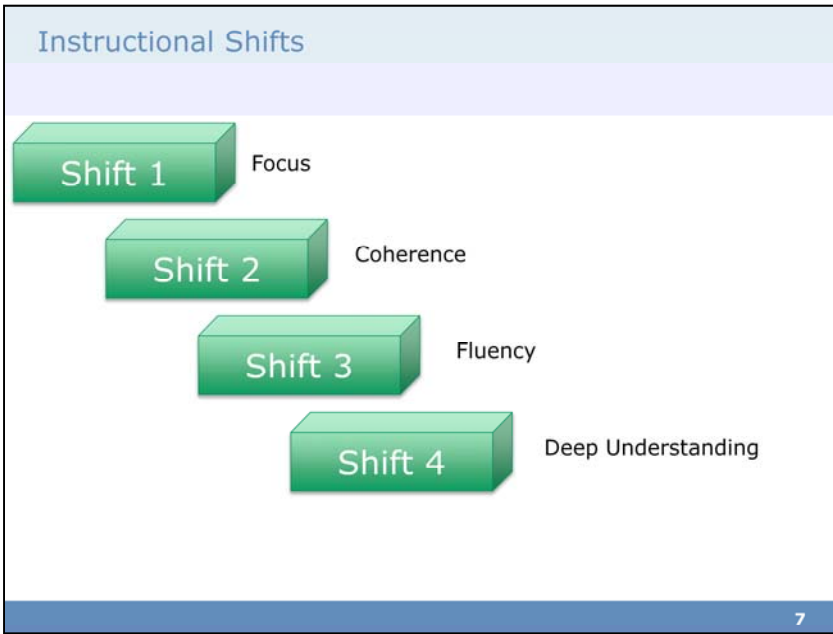 Instructional Shifts
Shift 1
Focus
Shift 2
Coherence
Shift 3
Fluency
Shift 4
Deep Understanding
7